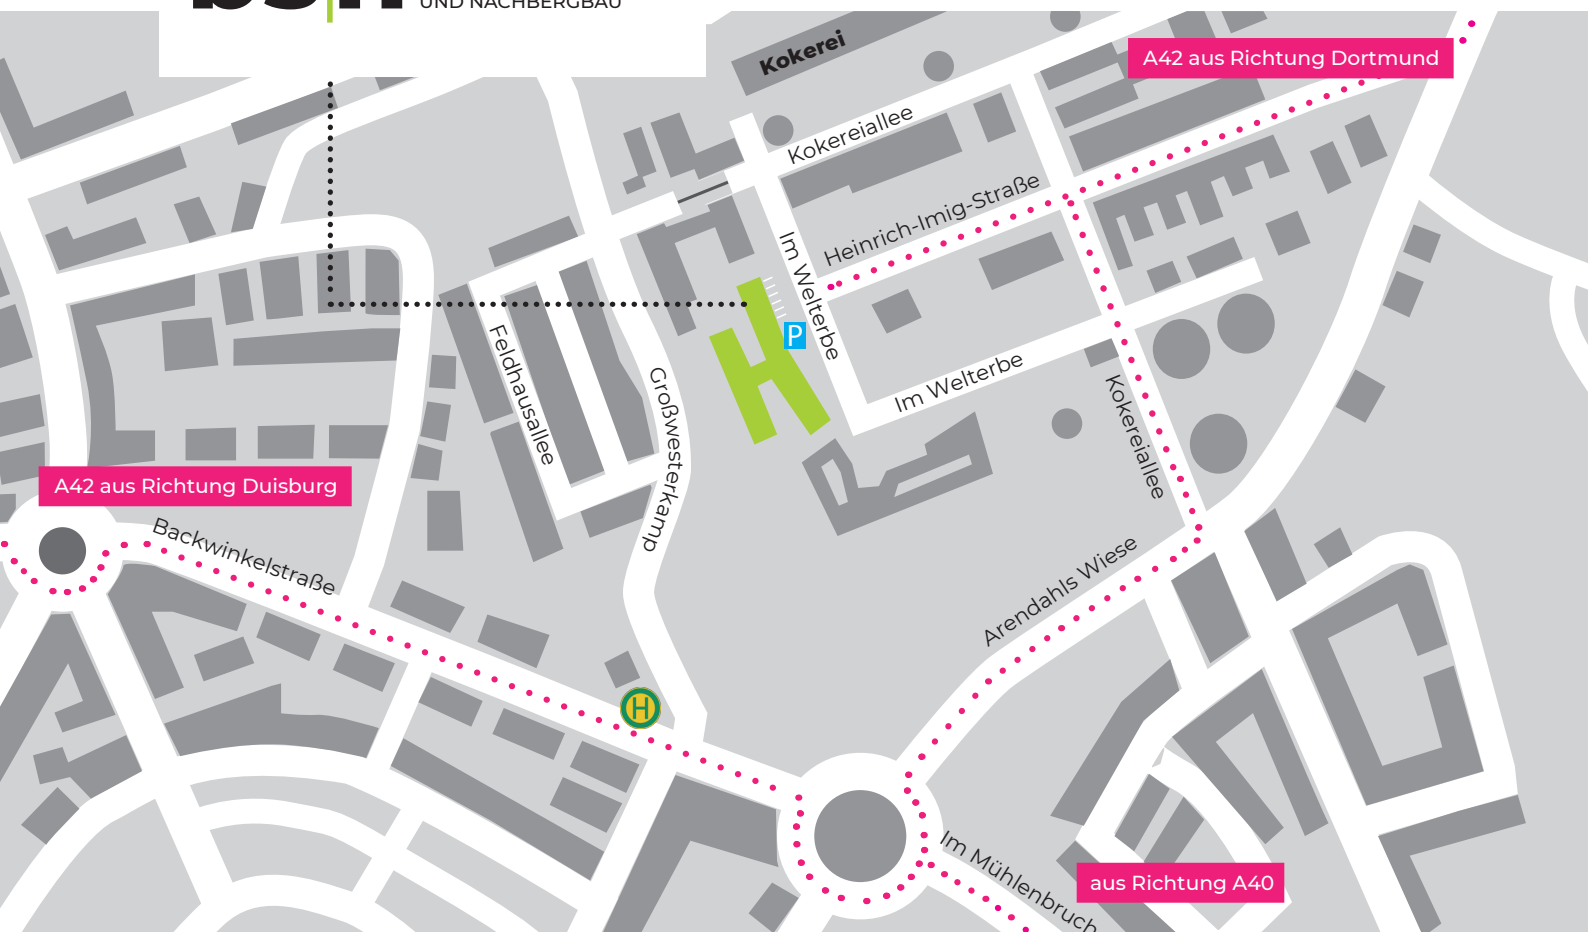 UND NACHBERGBAU
Kokerei
A42 aus Richtung Dortmund
Kokereiallee
Heinrich-Imig-Straße
Im Welterbe
P
Im Welterbe
Feldhausallee
Großwesterkamp
Kokereiallee
A42 aus Richtung Duisburg
Backwinkelstraße
Arendahls Wiese
H
Im Mühlenbruch
aus Richtung A40